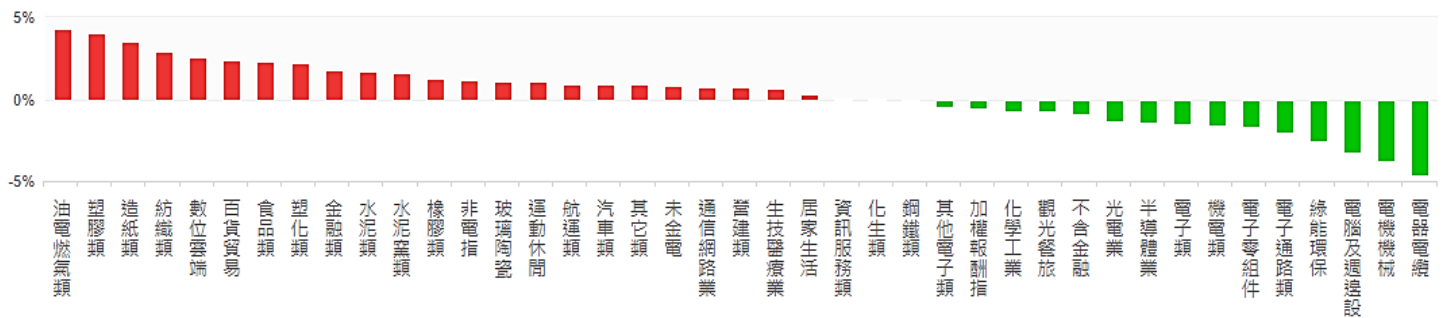 5%
0%
-5%
油電燃氣類
塑膠類
造紙類
紡織類
數位雲端
百貨貿易
食品類
塑化類
金融類
水泥類
水泥窯類
橡膠類
非電指
玻璃陶瓷
運動休閒
航運類
汽車類
其它類
未金電
通信網路業
營建類
生技醫療業
居家生活
資訊服務類
化生類
鋼鐵類
其他電子類
加權報酬指
化學工業
觀光餐旅
不含金融
光電業
半導體業
電子類
機電類
電子零組件
電子通路類
綠能環保
電腦及週邊設
電機機械
電器電纜